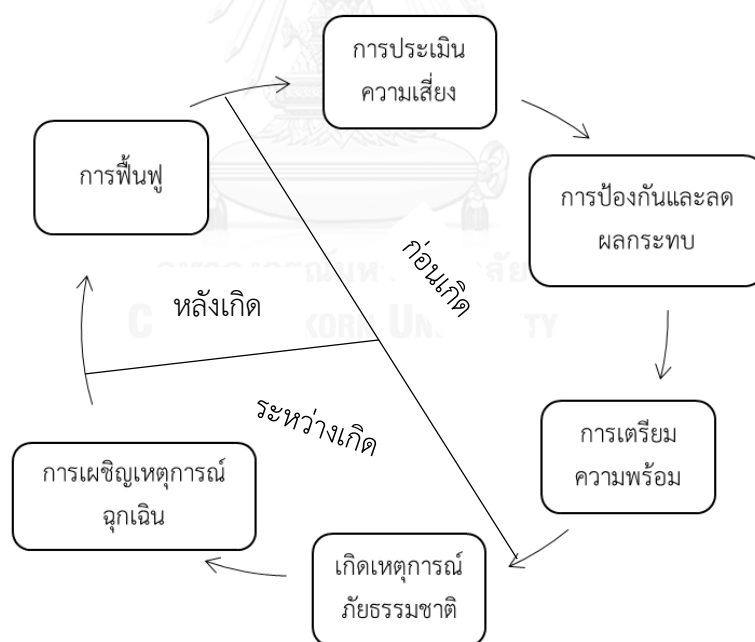 การประเมิน
ความเสี่ยง
การป้องกันและลด
ผลกระทบ
การเตรียม
ความพร้อม
เกิดเหตุการณ์
ภัยธรรมชาติ
การเผชิญเหตุการณ์
ฉุกเฉิน
การฟื้นฟู
ก่อนเกิด
ระหว่างเกิด
หลังเกิด